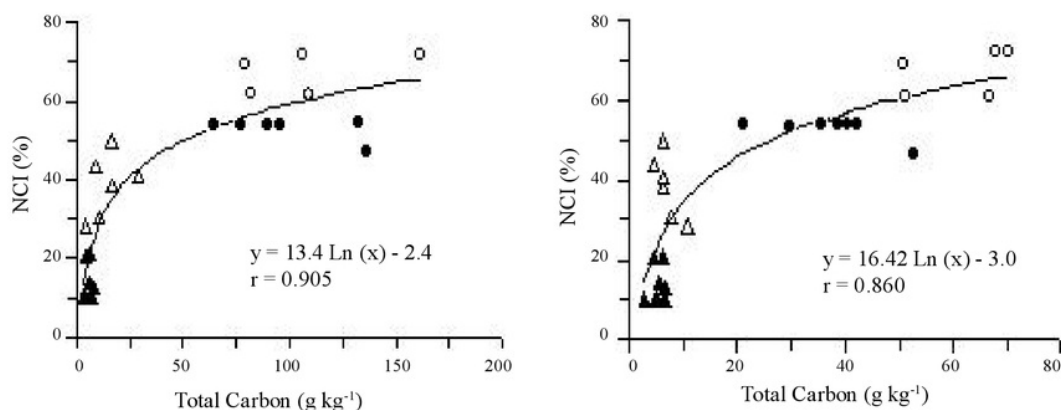 80
60
40
20
0
NCI (%)
y = 13.4 Ln (x) - 2.4
r = 0.905
0 50 100 150 200
Total Carbon (g kg-1)
80
60
40
20
0
NCI (%)
y = 16.42 Ln (x) - 3.0
r = 0.860
0 20 40 60 80
Total Carbon (g kg-1)